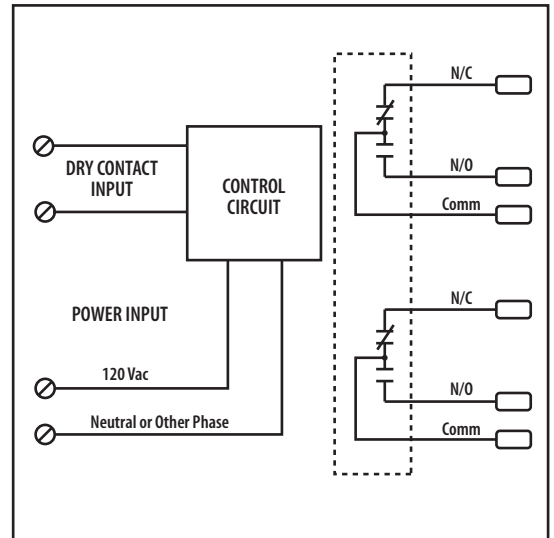 N/C
DRY CONTACT
INPUT
CONTROL
CIRCUIT
N/O
Comm
POWER INPUT
N/C
120 Vac
N/O
Neutral or Other Phase
Comm